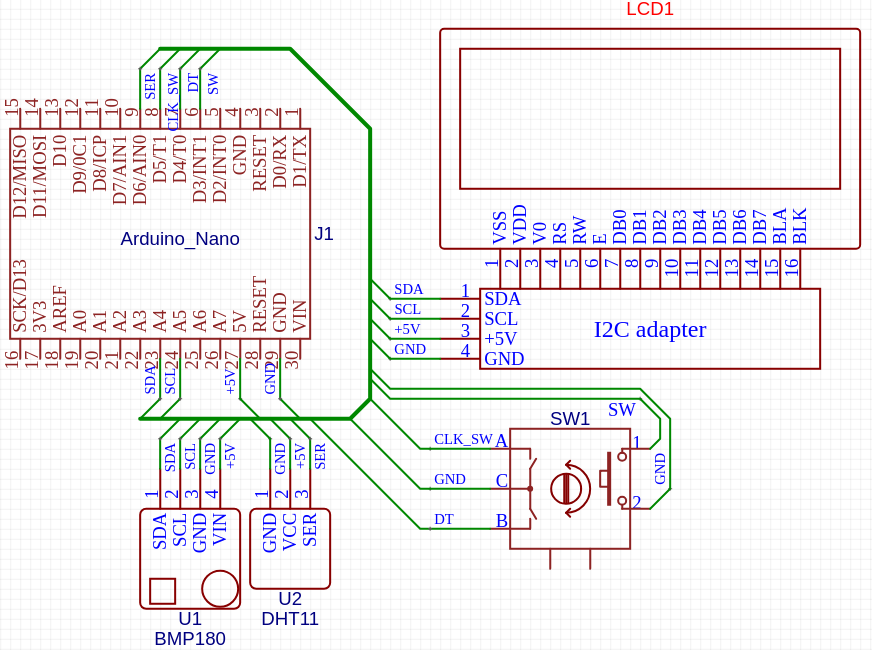 LCD1
SER
CLK_SW
DT
SW
15 14 13 12 11 10 9 8 7 6 5 4 3 2 1
D12/MISO
D11/MOSI
D10
D9/0C1
D8/ICP
D7/AIN1
D6/AIN0
D5/T1
D4/T0
D3/INT1
D2/INT0
GND
RESET
D0/RX
D1/TX
Arduino_Nano
J1
SCK/D13
3V3
AREF
A0
A1
A2
A3
A4
A5
A6
A7
5V
RESET
GND
VIN
16 17 18 19 20 21 22 23 24 25 26 27 28 29 30
SDA
SCL
+5V
GND
VSS
VDD
V0
RS
RW
E
DB0
DB1
DB2
DB3
DB4
DB5
DB6
DB7
BLA
BLK
1 2 3 4 5 6 7 8 9 10 11 12 13 14 15 16
SDA 1 SDA
SCL 2 SCL
+5V 3 +5V
GND 4 GND
I2C adapter
SW1
SW
CLK_SW A
GND C
DT B
1
2
GND
SDA
SCL
GND
+5V
1 2 3 4
SDA
SCL
GND
VIN
U1
BMP180
GND
+5V
SER
1 2 3
GND
VCC
SER
U2
DHT11